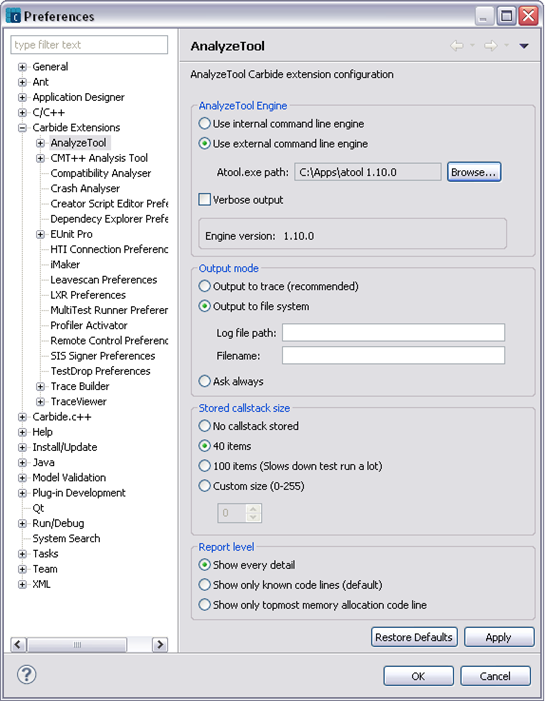 Preferences
type filter text
General
Ant
Application Designer
C/C++
Carbide Extensions
AnalyzeTool
CMT++ Analysis Tool
Compatibility Analyser
Crash Analyser
Creator Script Editor Prefe
Dependecy Explorer Prefe
EUnit Pro
HTI Connection Preferenc
iMaker
Leavescan Preferences
LXR Preferences
MultiTest Runner Preferer
Profiler Activator
Remote Control Preferenc
SIS Signer Preferences
TestDrop Preferences
Trace Builder
TraceViewer
Carbide.c++
Help
Install/Update
Java
Model Validation
Plug-in Development
Qt
Run/Debug
System Search
Tasks
Team
XML
AnalyzeTool
AnalyzeTool Carbide extension configuration
AnalyzeTool Engine
Use internal command line engine
Use external command line engine
Atool.exe path: C:\Apps\atool 1.10.0 Browse...
Verbose output
Engine version: 1.10.0
Output mode
Output to trace (recommended)
Output to file system
Log file path:
Filename:
Ask always
Stored callstack size
No callstack stored
40 items
100 items (Slows down test run a lot)
Custom size (0-255)
0
Report level
Show every detail
Show only known code lines (default)
Show only topmost memory allocation code line
Restore Defaults Apply
? OK Cancel